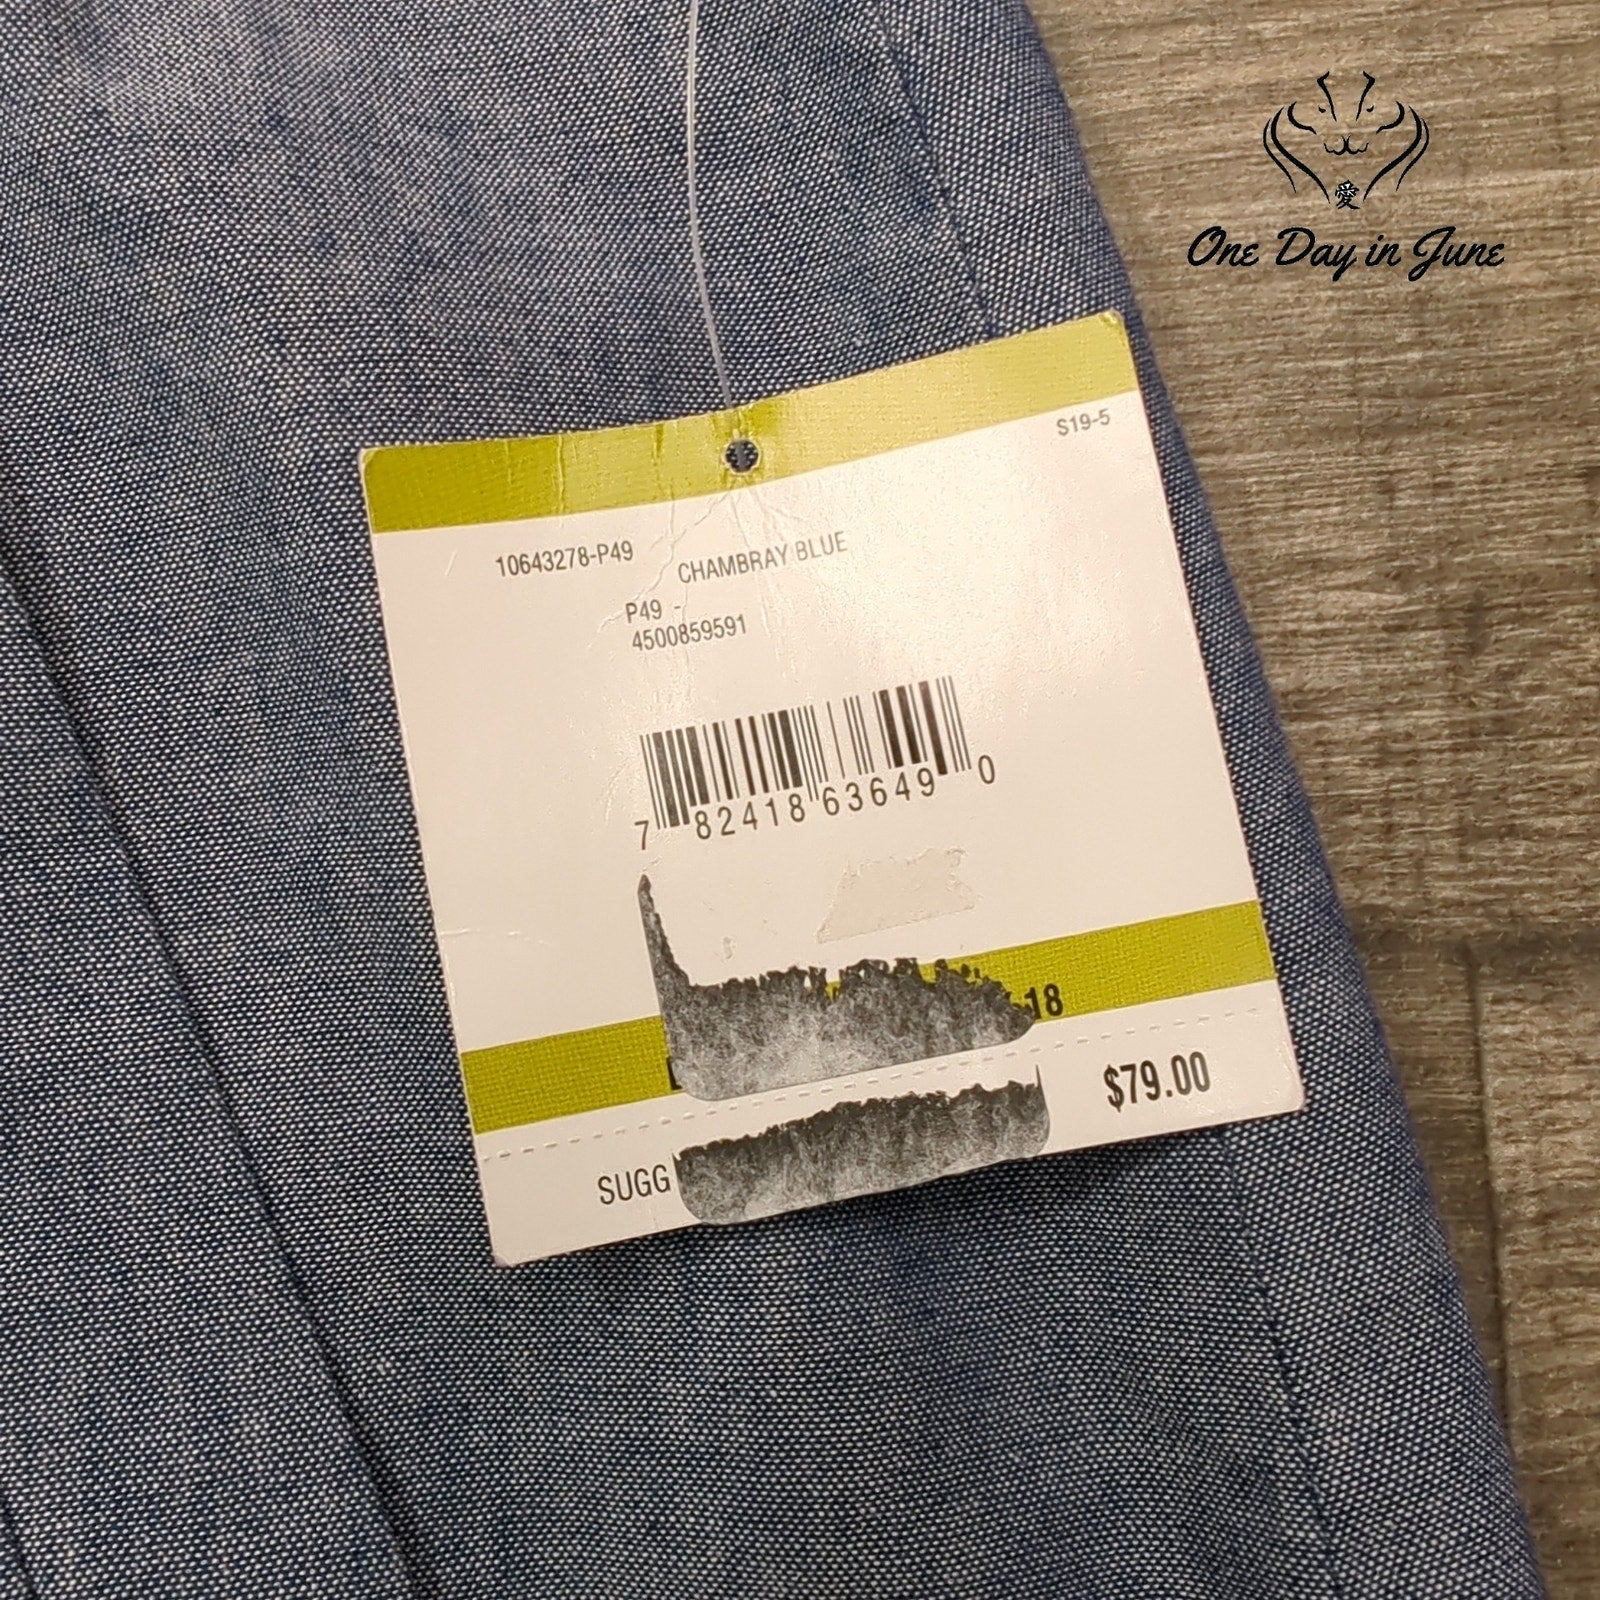 愛
One Day in June
S19-5
10643278-P49 CHAMBRAY BLUE
P49 -
4500859591
7 82418 63649 0
18
$79.00
SUGG